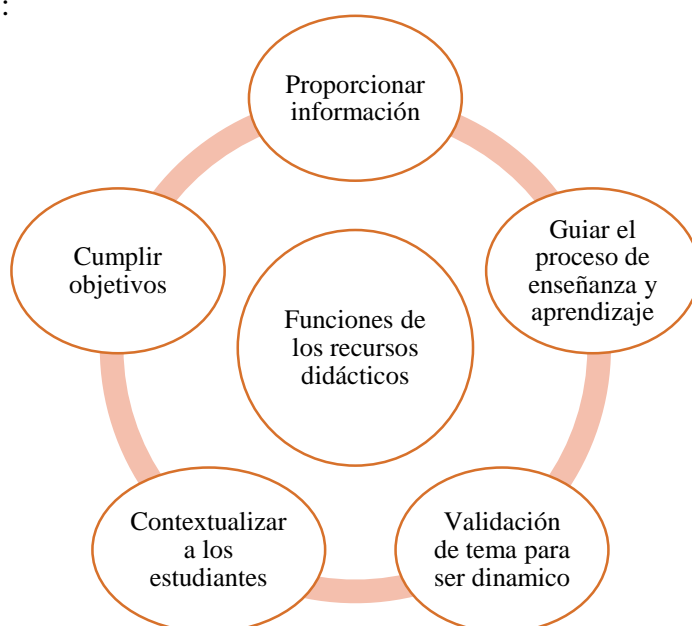 :
Proporcionar
información
Guiar el
proceso de
enseñanza y
aprendizaje
Validación
de tema para
ser dinamico
Contextualizar
a los
estudiantes
Cumplir
objetivos
Funciones de
los recursos
didácticos